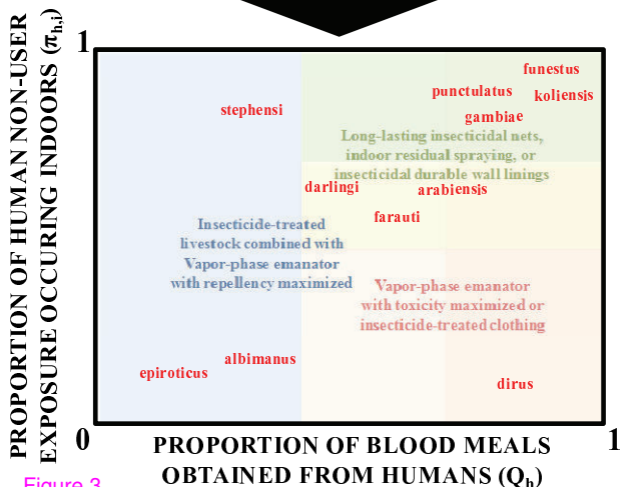 PROPORTION OF HUMAN NON-USER
EXPOSURE OCCURING INDOORS (πh,i)
1
funestus
punctulatus
koliensis
stephensi
gambiae
Long-lasting insecticidal nets,
indoor residual spraying, or
insecticidal durable wall linings
darlingi
arabiensis
farauti
Insecticide-treated
livestock combined with
Vapor-phase emanator
with repellency maximized
Vapor-phase emanator
with toxicity maximized or
insecticide-treated clothing
albimanus
epiroticus
dirus
0
1
PROPORTION OF BLOOD MEALS
OBTAINED FROM HUMANS (Qh)
Figure 3